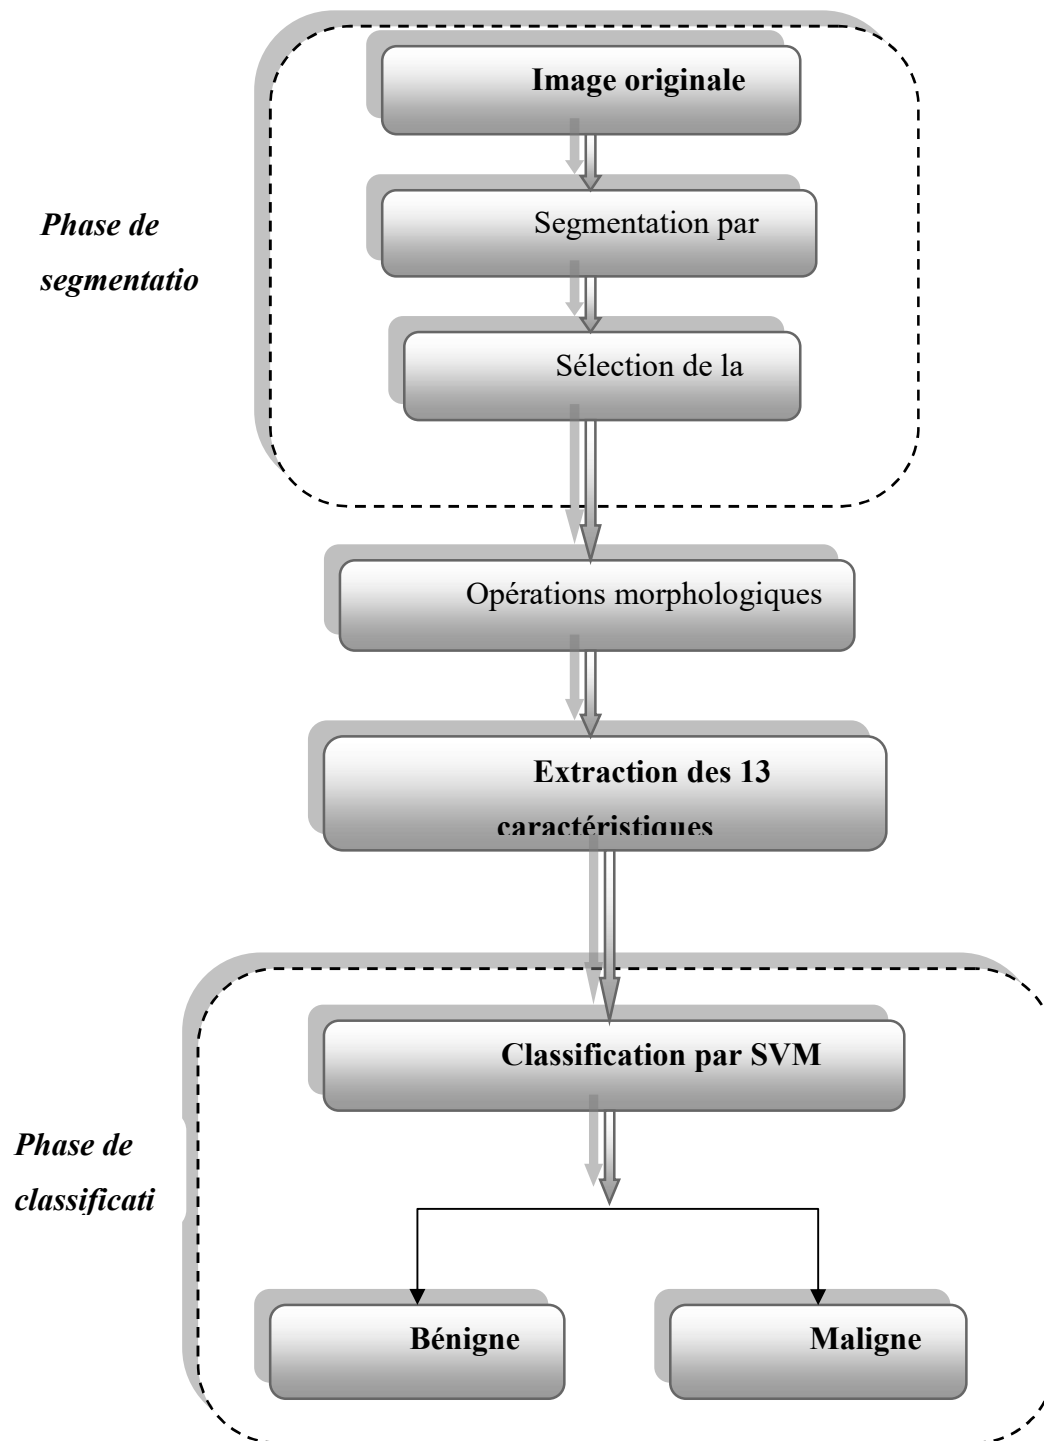 Image originale
Phase de
segmentatio
Segmentation par
Sélection de la
Opérations morphologiques
Extraction des 13
caractéristiques
Classification par SVM
Phase de
classificati
Bénigne
Maligne